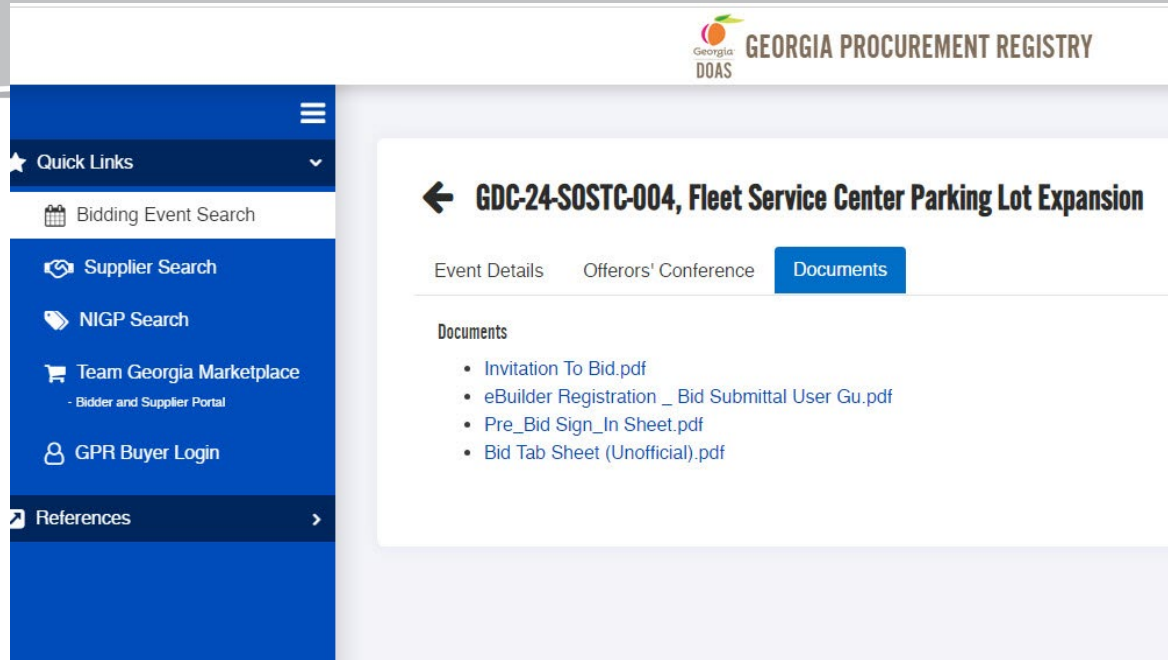 Georgia
DOAS
GEORGIA PROCUREMENT REGISTRY
Quick Links
Bidding Event Search
Supplier Search
NIGP Search
Team Georgia Marketplace
- Bidder and Supplier Portal
GPR Buyer Login
References
GDC-24-SOSTC-004, Fleet Service Center Parking Lot Expansion
Event Details Offerors' Conference Documents
Documents
• Invitation To Bid.pdf
• eBuilder Registration _ Bid Submittal User Gu.pdf
• Pre_Bid Sign_In Sheet.pdf
• Bid Tab Sheet (Unofficial).pdf